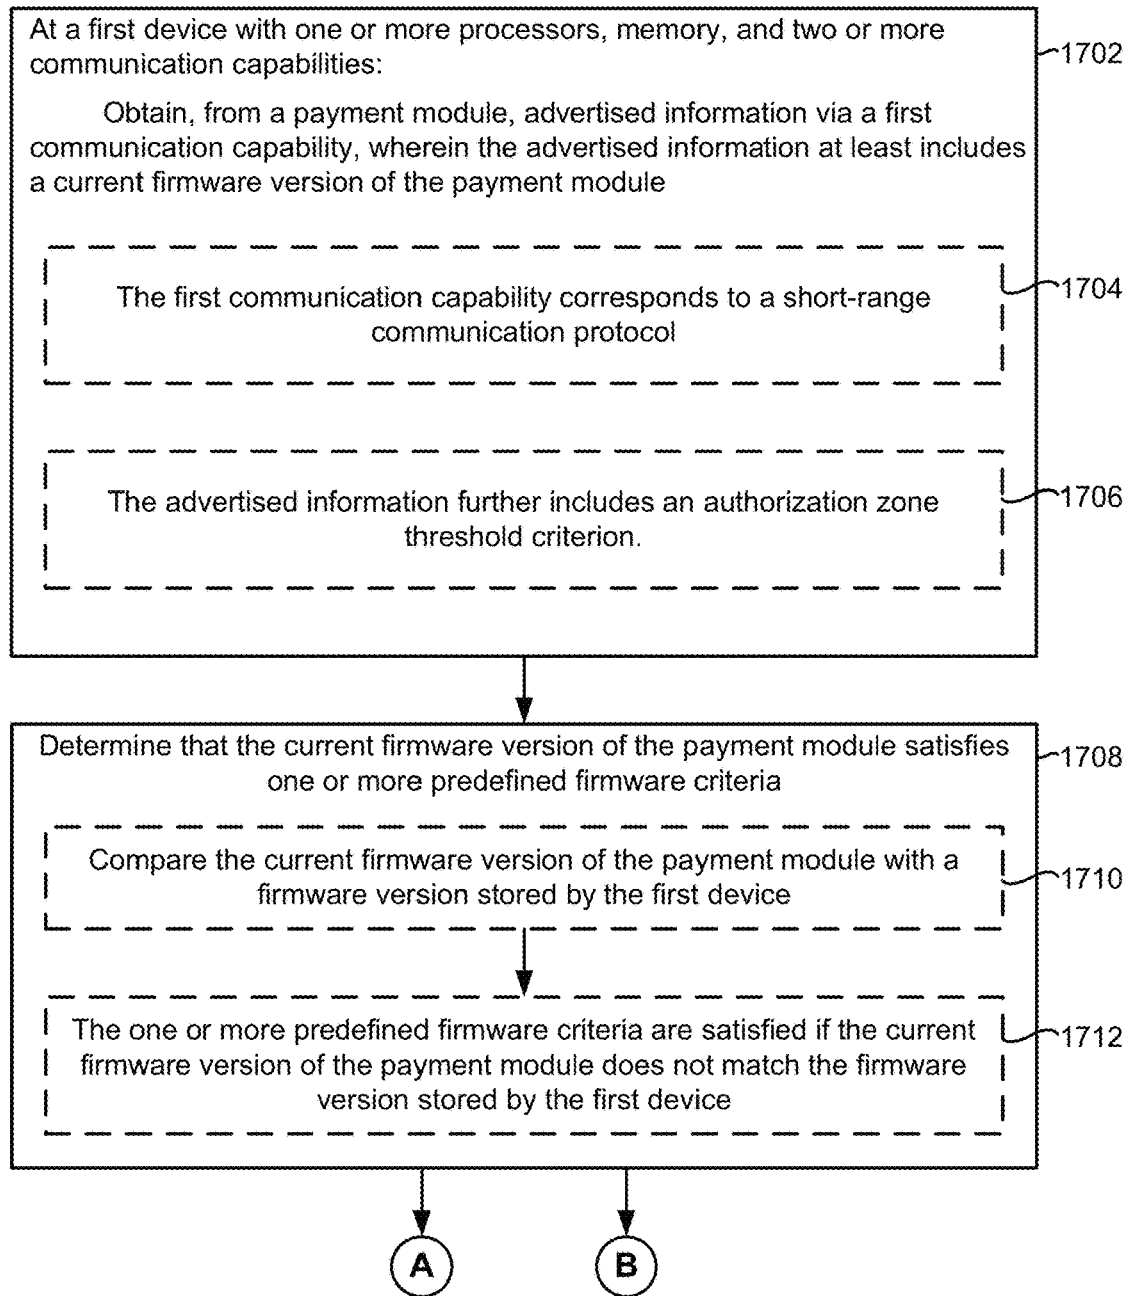 At a first device with one or more processors, memory, and two or more
communication capabilities:
1702
Obtain, from a payment module, advertised information via a first
communication capability, wherein the advertised information at least includes
a current firmware version of the payment module
The first communication capability corresponds to a short-range
communication protocol
1704
The advertised information further includes an authorization zone
threshold criterion.
1706
Determine that the current firmware version of the payment module satisfies
one or more predefined firmware criteria
1708
Compare the current firmware version of the payment module with a
firmware version stored by the first device
1710
The one or more predefined firmware criteria are satisfied if the current
firmware version of the payment module does not match the firmware
version stored by the first device
1712
A
B